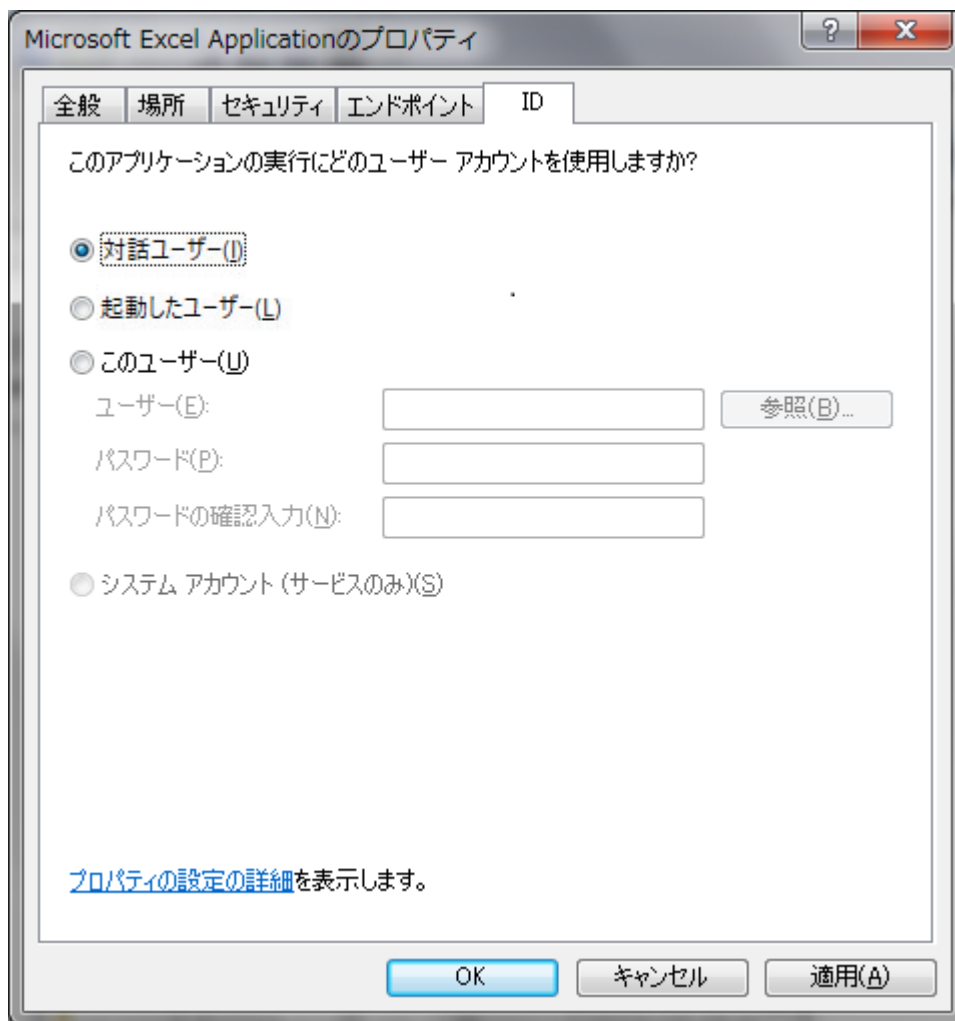 Microsoft Excel Applicationのプロパティ
全般 場所 セキュリティ エンドポイント ID
このアプリケーションの実行にどのユーザー アカウントを使用しますか?
対話ユーザー(I)
起動したユーザー(L)
このユーザー(U)
ユーザー(E):
参照(B)...
パスワード(P):
パスワードの確認入力(N):
システム アカウント (サービスのみ)(S)
プロパティの設定の詳細を表示します。
OK キャンセル 適用(A)